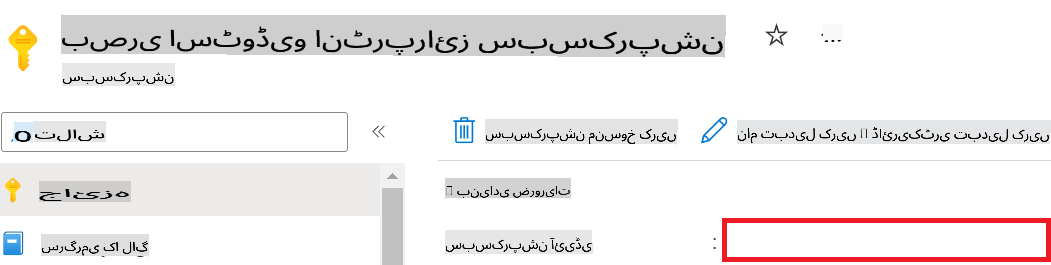 بصری اسٹوڈیو انٹرپرائز سبسکرپشن
سبسکرپشن
تلاش
سبسکرپشن منسوخ کریں
نام تبدیل کریں ڈائریکٹری تبدیل کریں
جائزہ
بنیادی ضروریات
سرگرمی کا لاگ
سبسکرپشن آئیڈی :